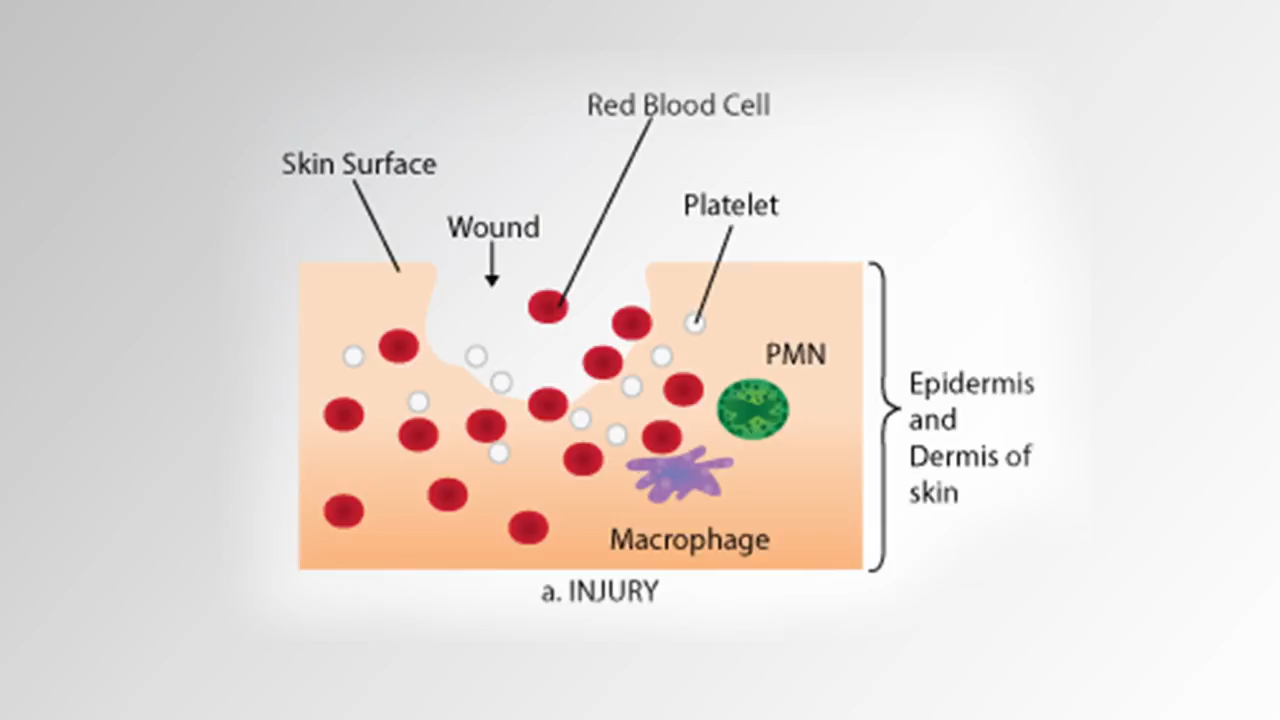 Red Blood Cell
Skin Surface
Platelet
Wound
PMN
Epidermis
and
Dermis of
skin
Macrophage
a. INJURY